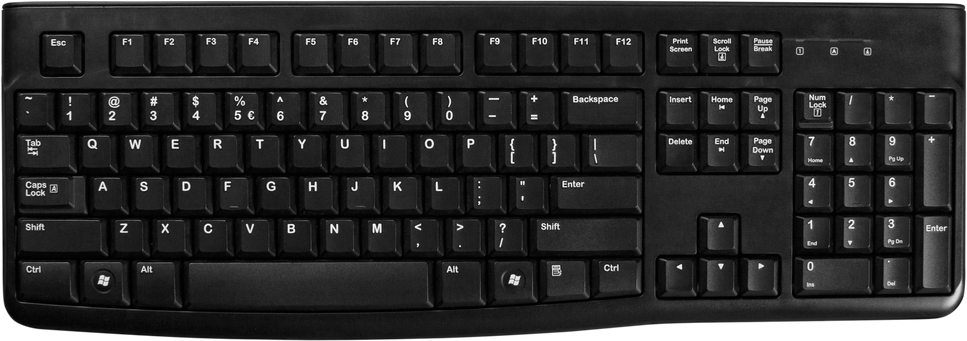 Esc F1 F2 F3 F4 F5 F6 F7 F8 F9 F10 F11 F12 Print Screen Scroll Lock Pause Break 1 A
~ ! @ # $ % ^ & * ( ) — + Backspace Insert Home Page Up Num Lock / * –
` 1 2 3 4 5 € 6 7 8 9 0 – =
Tab Q W E R T Y U I O P { } | Delete End Page Down 7 8 9 +
[ ] \ Home Pg Up
Caps Lock A A S D F G H J K L : " Enter 4 5 6
; '
Shift Z X C V B N M < > ? Shift 1 2 3 Enter
, . / End Pg Dn
Ctrl Alt Alt Ctrl 0 .
Ink Del